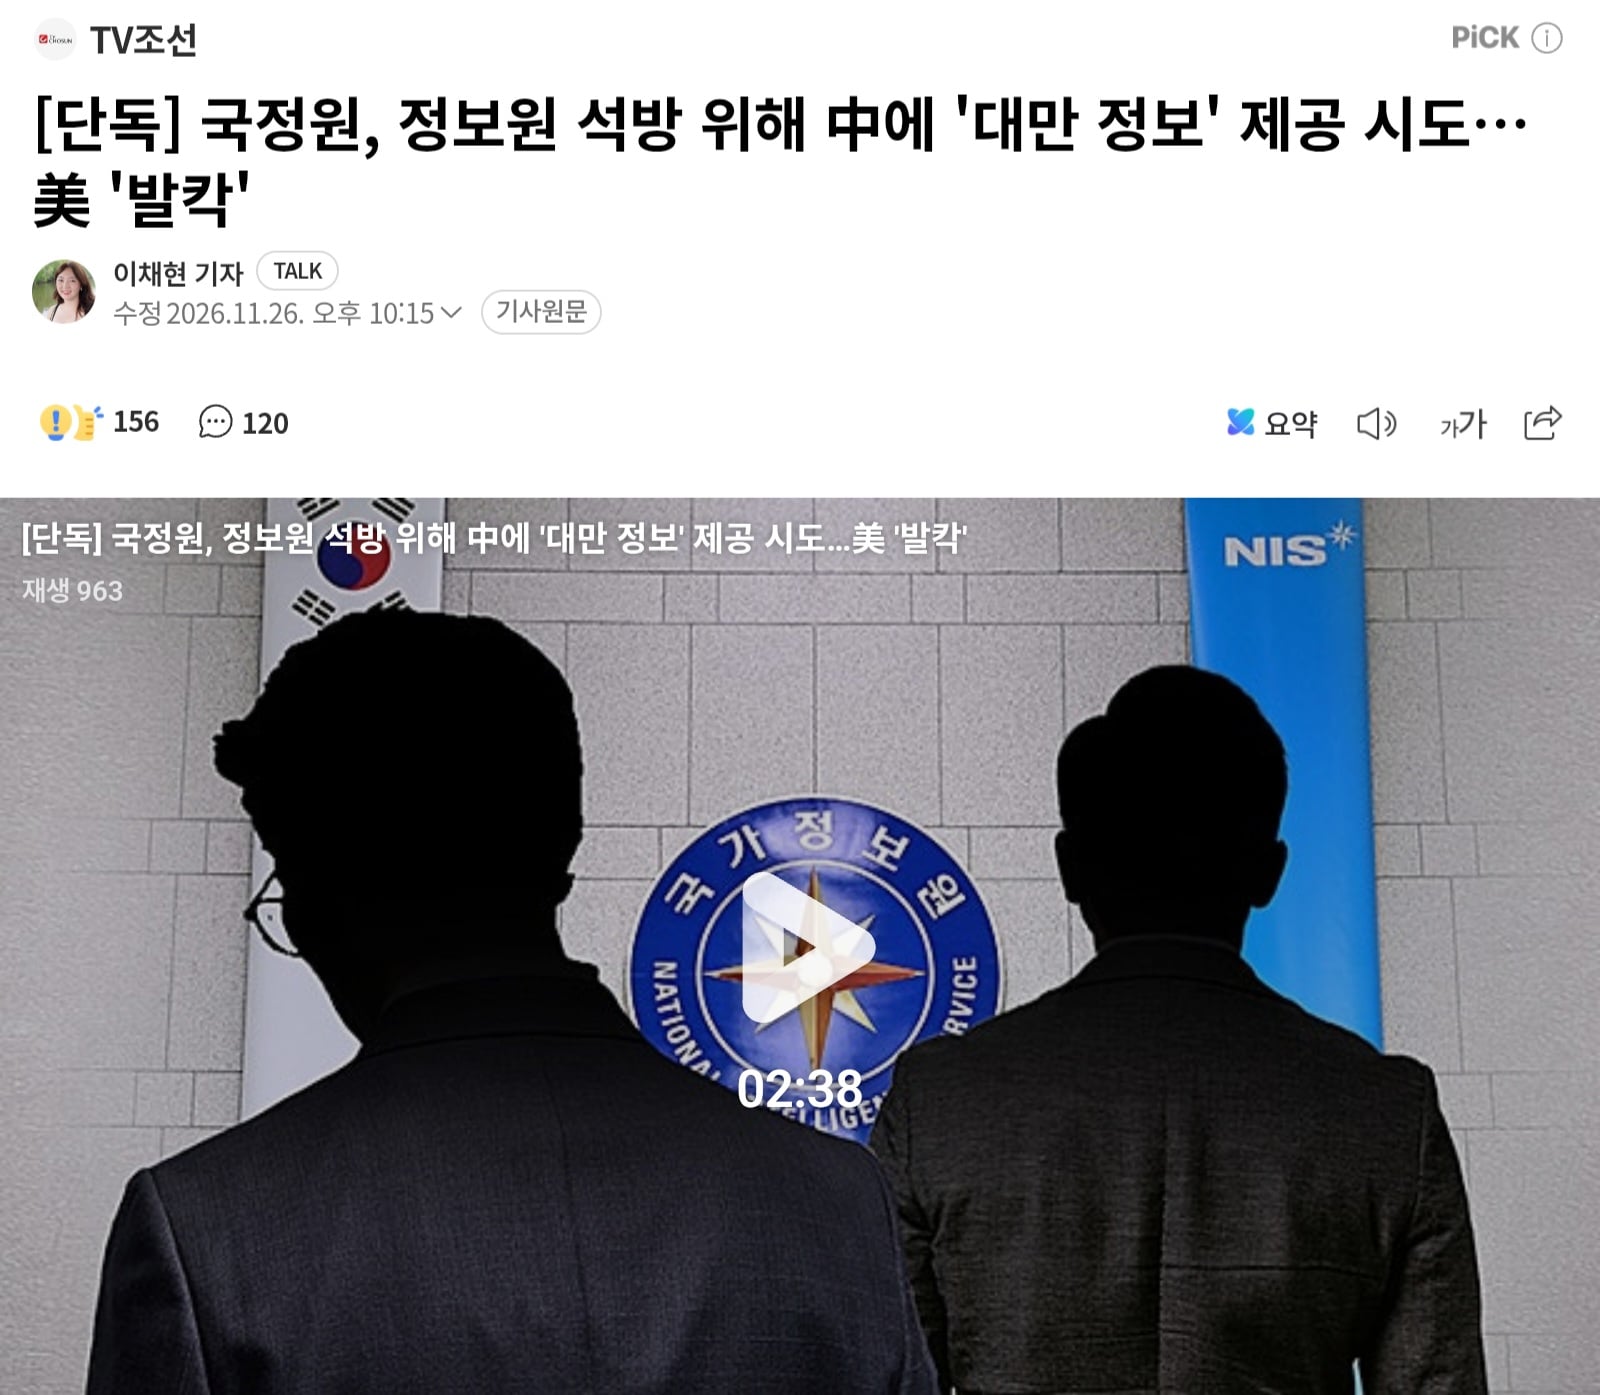 TV조선
PiCK
[단독] 국정원, 정보원 석방 위해 中에 '대만 정보' 제공 시도…
美 '발칵'
이채현 기자 TALK
수정 2026.11.26. 오후 10:15 기사원문
156 120 요약 가가
[단독] 국정원, 정보원 석방 위해 中에 '대만 정보' 제공 시도...美 '발칵'
재생 963
NIS
국가정보원
NATIONAL
02:38